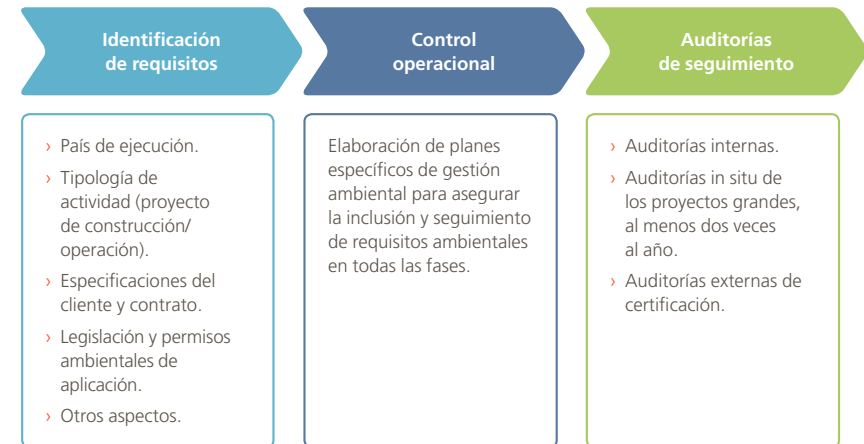 Identificación
de requisitos
Control
operacional
Auditorías
de seguimiento
› País de ejecución.
› Tipología de
actividad (proyecto
de construcción/
operación).
› Especificaciones del
cliente y contrato.
› Legislación y permisos
ambientales de
aplicación.
› Otros aspectos.
Elaboración de planes
específicos de gestión
ambiental para asegurar
la inclusión y seguimiento
de requisitos ambientales
en todas las fases.
› Auditorías internas.
› Auditorías in situ de
los proyectos grandes,
al menos dos veces
al año.
› Auditorías externas de
certificación.